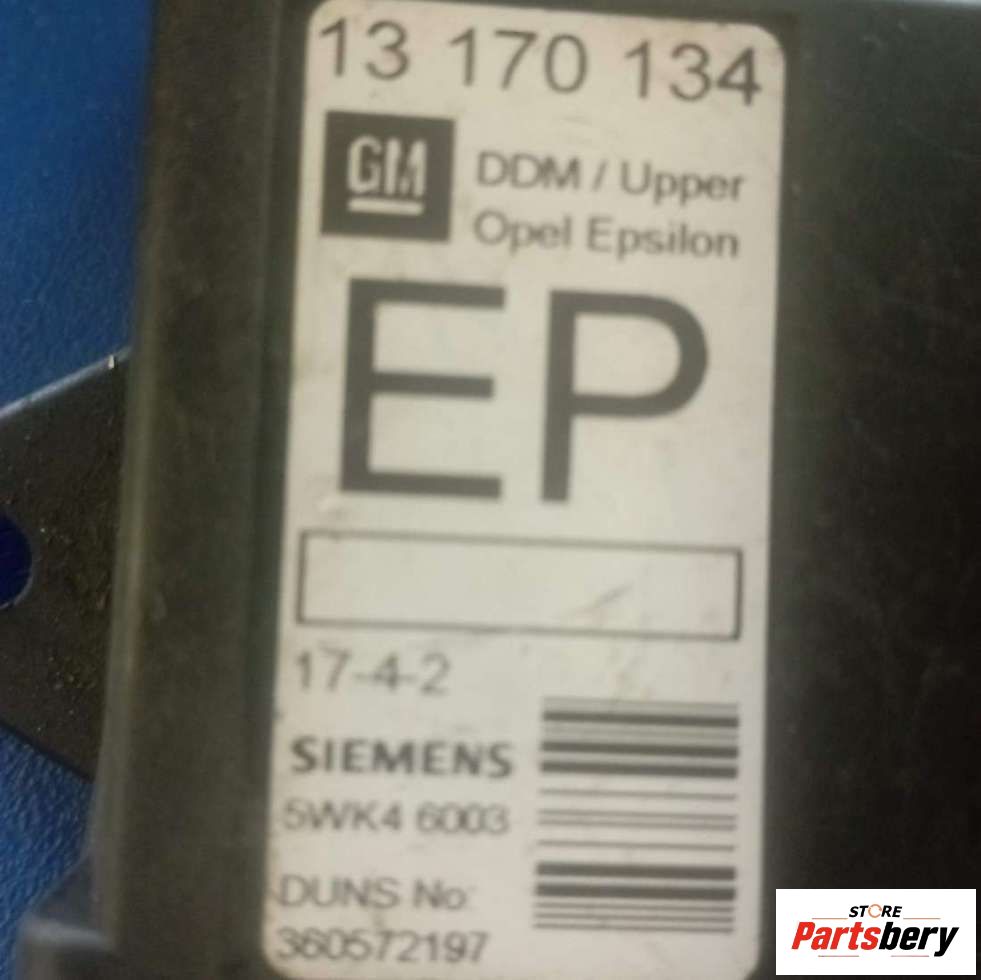 13 170 134
GM
DDM / Upper
Opel Epsilon
EP
17-4-2
SIEMENS
5WK4 6003
DUNS No:
360572197
STORE
Partsbery